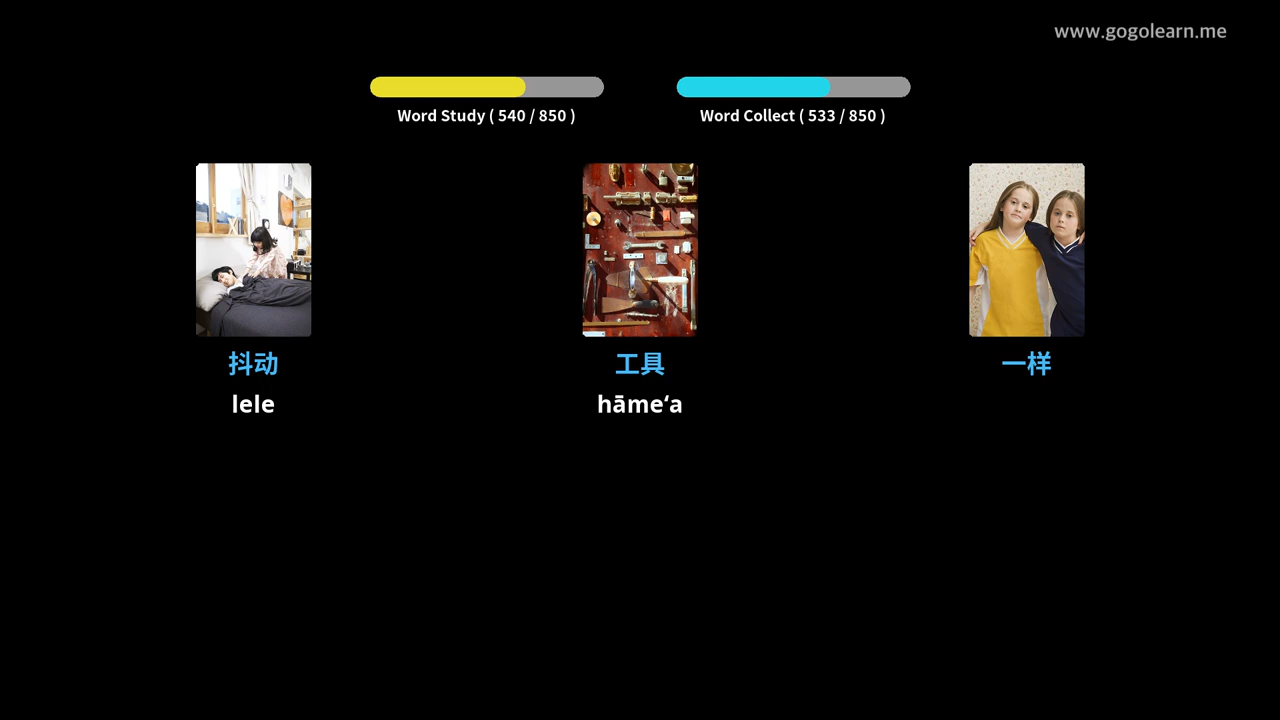 www.gogolearn.me
Word Study ( 540 / 850 )
Word Collect ( 533 / 850 )
抖动
lele
工具
hāmeʻa
一样